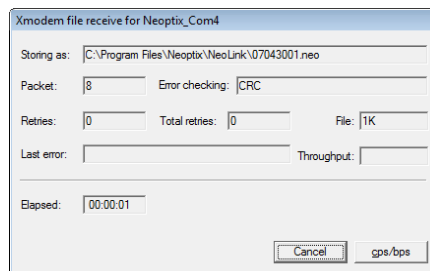 Xmodem file receive for Neoptix_Com4
Storing as: C:\Program Files\Neoptix\NeoLink\07043001.neo
Packet: 8 Error checking: CRC
Retries: 0 Total retries: 0 File: 1K
Last error: Throughput:
Elapsed: 00:00:01
Cancel cps/bps